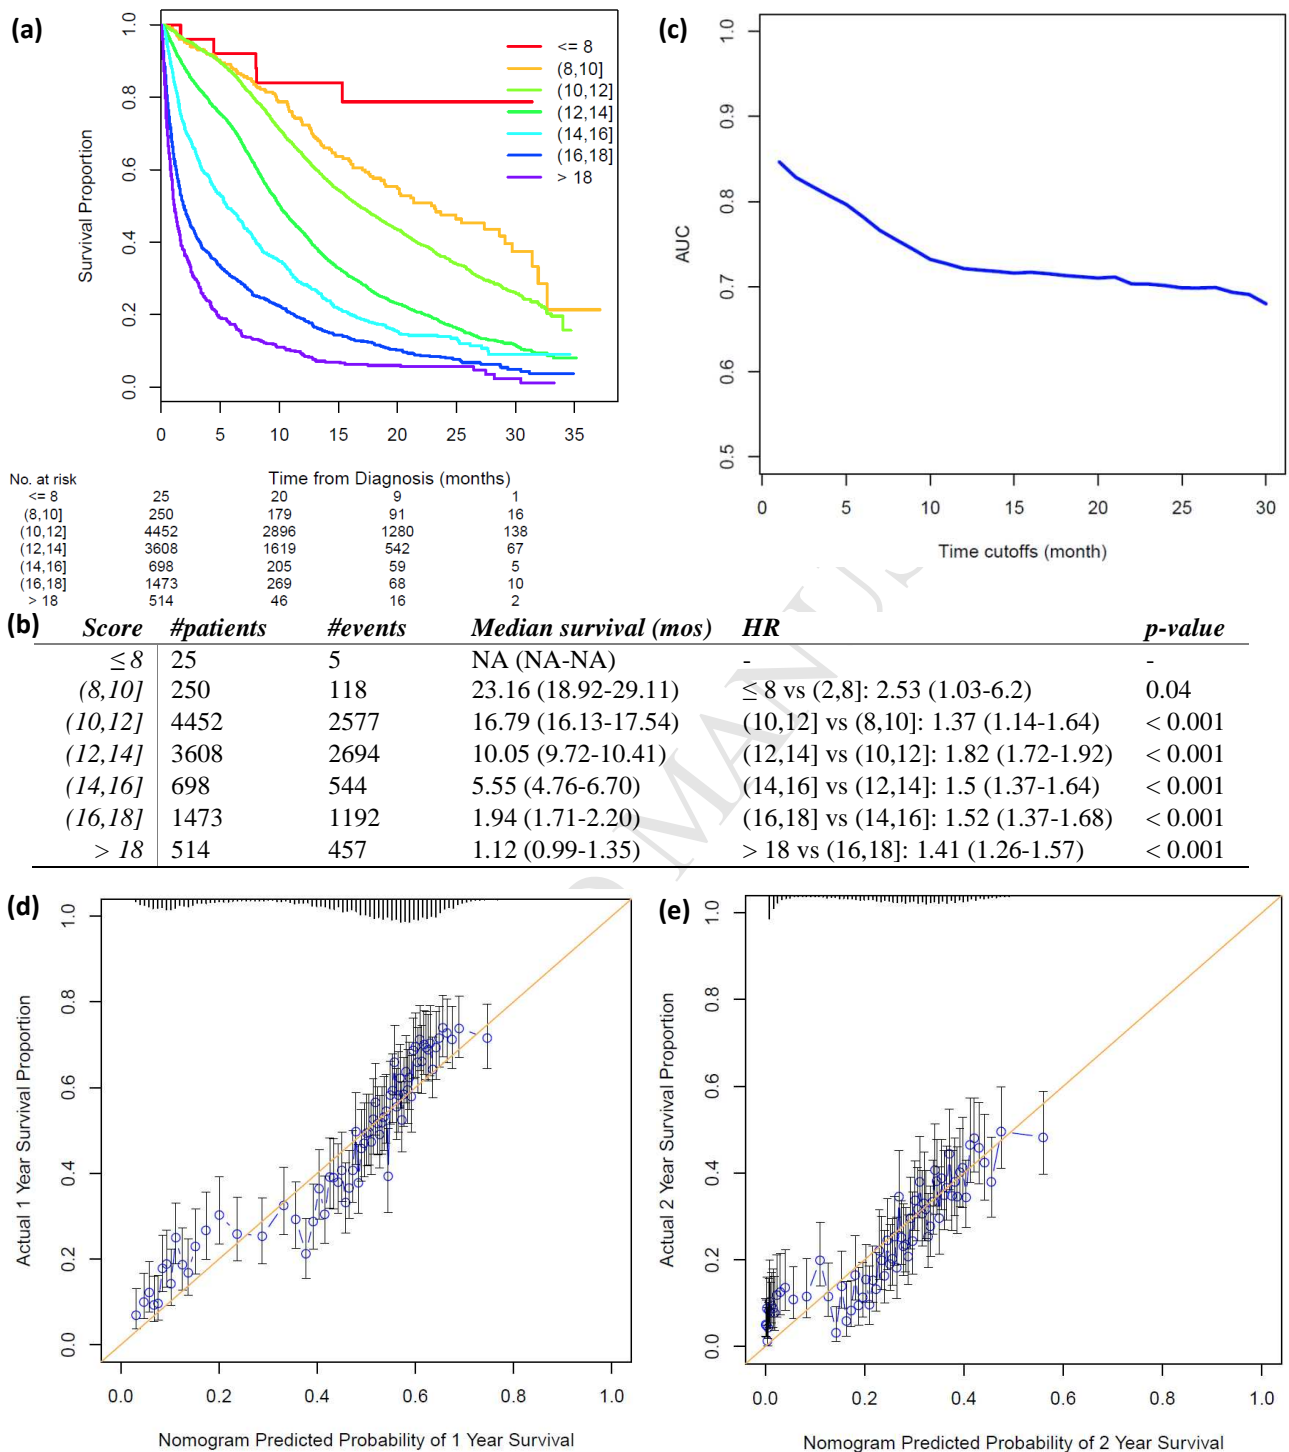 (a)
1.0
0.8
0.6
0.4
0.2
0.0
Survival Proportion
<= 8
(8,10]
(10,12]
(12,14]
(14,16]
(16,18]
> 18
0 5 10 15 20 25 30 35
Time from Diagnosis (months)
No. at risk
<= 8 25 20 9 1
(8,10] 250 179 91 16
(10,12] 4452 2896 1280 138
(12,14] 3608 1619 542 67
(14,16] 698 205 59 5
(16,18] 1473 269 68 10
> 18 514 46 16 2
(c)
1.0
0.9
0.8
0.7
0.6
0.5
AUC
0 5 10 15 20 25 30
Time cutoffs (month)
(b) Score #patients #events Median survival (mos) HR p-value
≤ 8 25 5 NA (NA-NA) - -
(8,10] 250 118 23.16 (18.92-29.11) ≤ 8 vs (2,8]: 2.53 (1.03-6.2) 0.04
(10,12] 4452 2577 16.79 (16.13-17.54) (10,12] vs (8,10]: 1.37 (1.14-1.64) < 0.001
(12,14] 3608 2694 10.05 (9.72-10.41) (12,14] vs (10,12]: 1.82 (1.72-1.92) < 0.001
(14,16] 698 544 5.55 (4.76-6.70) (14,16] vs (12,14]: 1.5 (1.37-1.64) < 0.001
(16,18] 1473 1192 1.94 (1.71-2.20) (16,18] vs (14,16]: 1.52 (1.37-1.68) < 0.001
> 18 514 457 1.12 (0.99-1.35) > 18 vs (16,18]: 1.41 (1.26-1.57) < 0.001
(d)
1.0
0.8
0.6
0.4
0.2
0.0
Actual 1 Year Survival Proportion
0.0 0.2 0.4 0.6 0.8 1.0
Nomogram Predicted Probability of 1 Year Survival
(e)
1.0
0.8
0.6
0.4
0.2
0.0
Actual 2 Year Survival Proportion
0.0 0.2 0.4 0.6 0.8 1.0
Nomogram Predicted Probability of 2 Year Survival